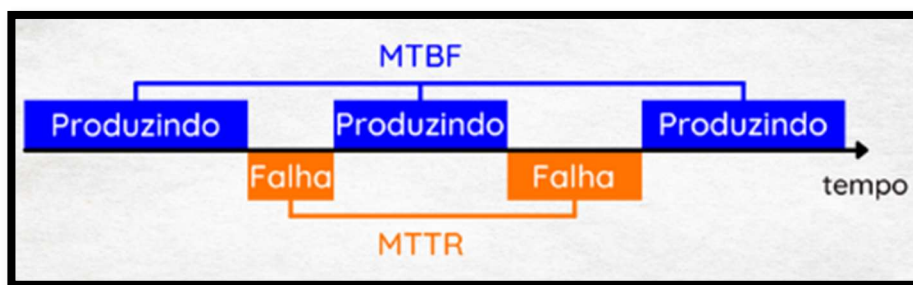 MTBF
Produzindo Produzindo Produzindo
Falha Falha
tempo
MTTR